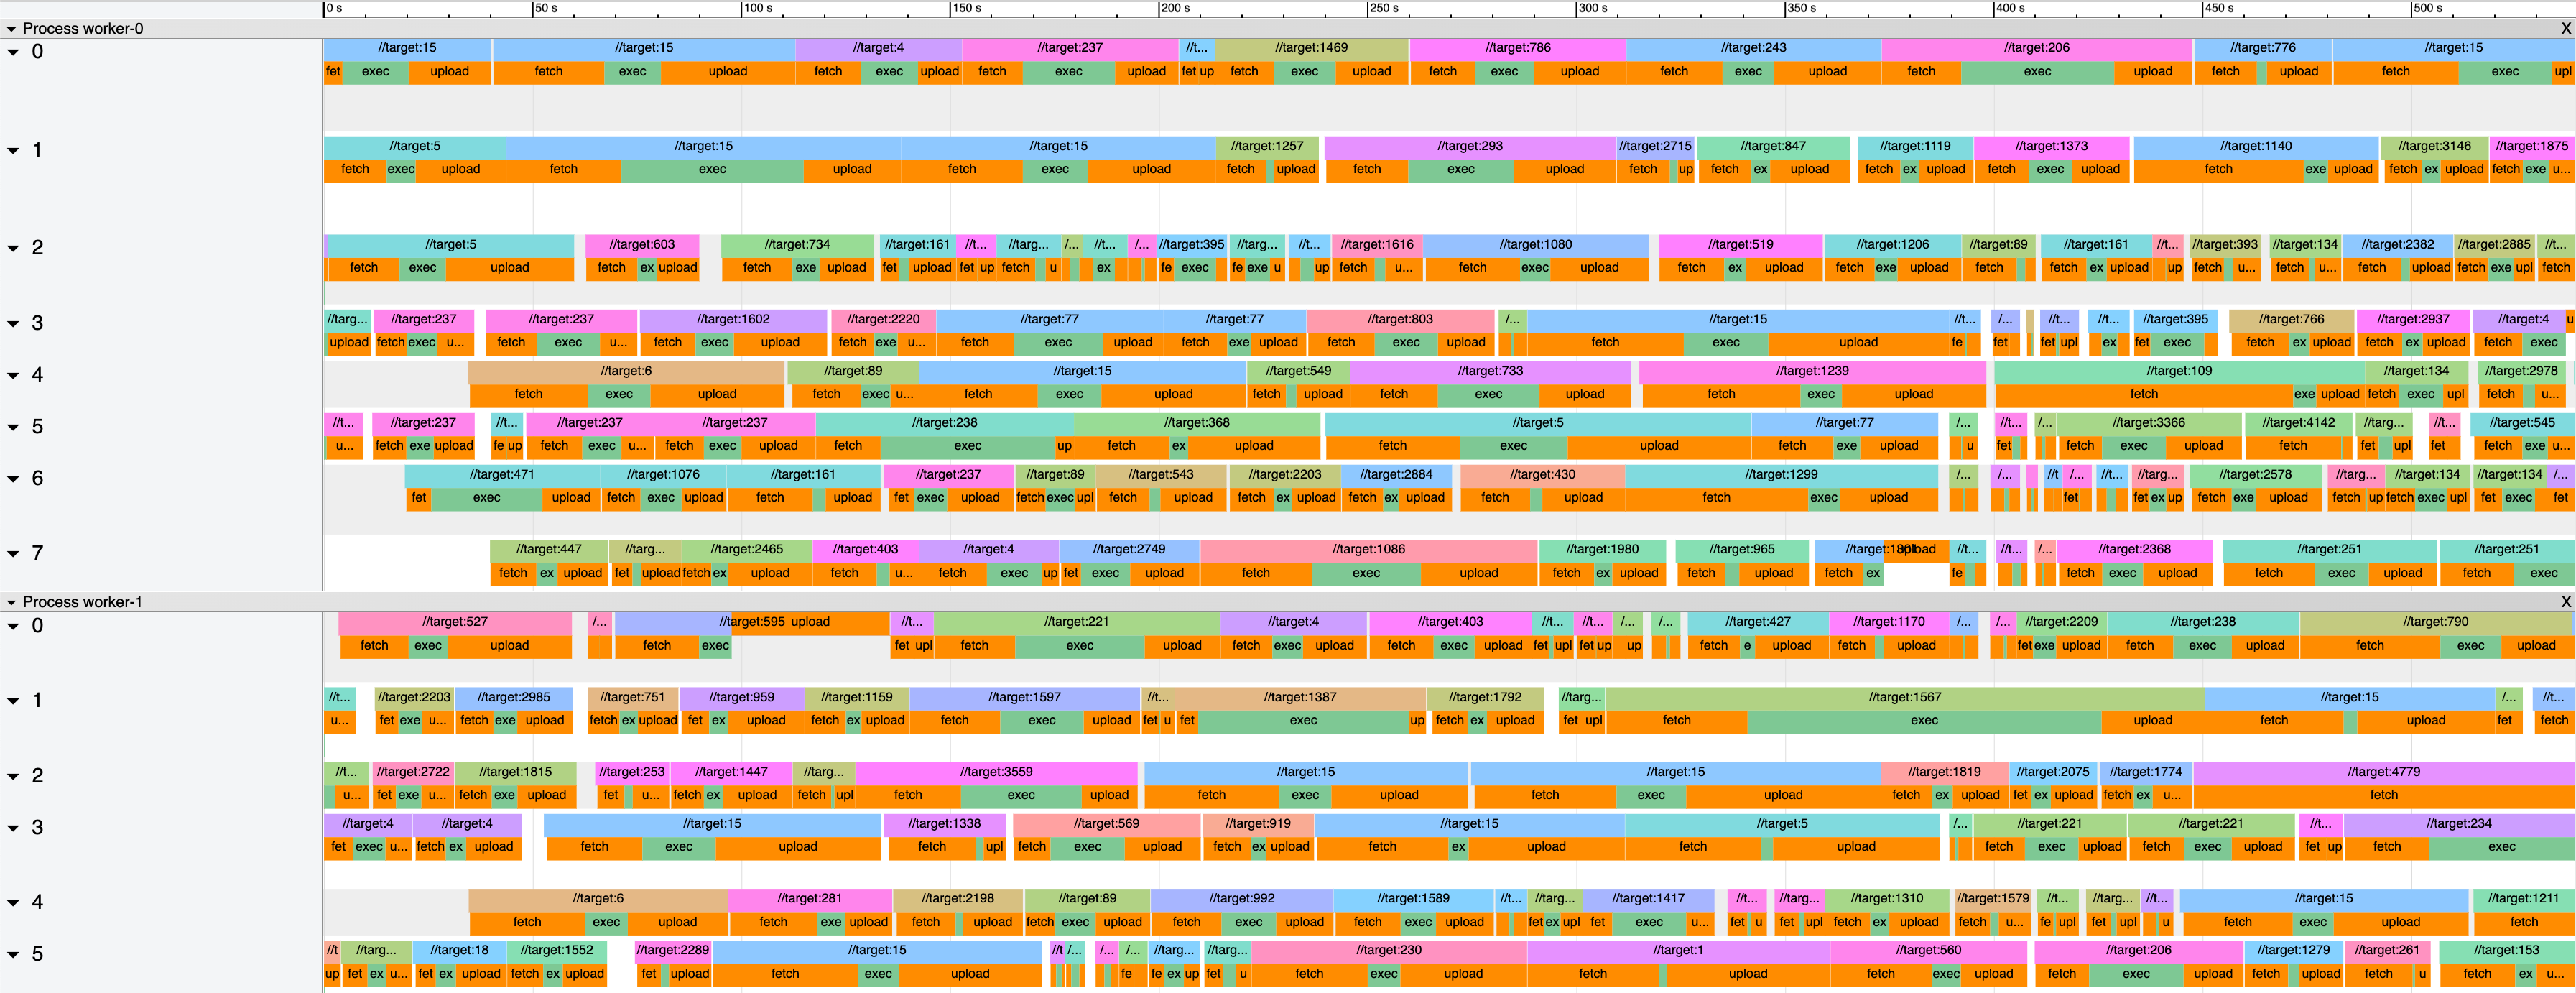 0 s 50 s 100 s 150 s 200 s 250 s 300 s 350 s 400 s 450 s 500 s
Process worker-0 X
0 //target:15 //target:15 //target:4 //target:237 //t... //target:1469 //target:786 //target:243 //target:206 //target:776 //target:15
fet exec upload fetch exec upload fetch exec upload fetch exec upload fet up fetch exec upload fetch exec upload fetch exec upload fetch exec upload fetch upload fetch exec upl
1 //target:5 //target:15 //target:15 //target:1257 //target:293 //target:2715 //target:847 //target:1119 //target:1373 //target:1140 //target:3146 //target:1875
fetch exec upload fetch exec upload fetch exec upload fetch upload fetch exec upload fetch up fetch ex upload fetch ex upload fetch exec upload fetch exe upload fetch ex upload fetch exe u...
2 //target:5 //target:603 //target:734 //target:161 //t... //targ... /... //t... /... //target:395 //targ... //t... //target:1616 //target:1080 //target:519 //target:1206 //target:89 //target:161 //t... //target:393 //target:134 //target:2382 //target:2885 //t...
fetch exec upload fetch ex upload fetch exe upload fet upload fet up fetch u ex fe exec fe exe u up fetch u... fetch exec upload fetch ex upload fetch exe upload fetch fetch ex upload up fetch u... fetch u... fetch upload fetch exe upl fetch
3 //targ... //target:237 //target:237 //target:1602 //target:2220 //target:77 //target:77 //target:803 /... //target:15 //t... /... //t... //t... //target:395 //target:766 //target:2937 //target:4 u
upload fetch exec u... fetch exec u... fetch exec upload fetch exe u... fetch exec upload fetch exe upload fetch exec upload fetch exec upload fe fet fet upl ex fet exec fetch ex upload fetch ex upload fetch exec
4 //target:6 //target:89 //target:15 //target:549 //target:733 //target:1239 //target:109 //target:134 //target:2978
fetch exec upload fetch exec u... fetch exec upload fetch upload fetch exec upload fetch exec upload fetch exe upload fetch exec upl fetch u...
5 //t... //target:237 //t... //target:237 //target:237 //target:238 //target:368 //target:5 //target:77 /... //t... /... //target:3366 //target:4142 //targ... //t... //target:545
u... fetch exe upload fe up fetch exec u... fetch exec upload fetch exec up fetch ex upload fetch exec upload fetch exe upload u fet fetch exec upload fetch fet upl fet fetch exe u...
6 //target:471 //target:1076 //target:161 //target:237 //target:89 //target:543 //target:2203 //target:2884 //target:430 //target:1299 /... /... //t /... //t... //targ... //target:2578 //targ... //target:134 //target:134 /...
fet exec upload fetch exec upload fetch upload fet exec upload fetch exec upl fetch upload fetch ex upload fetch ex upload fetch upload fetch exec upload fet fet ex up fetch exe upload fetch up fetch exec upl fet exec fet
7 //target:447 //targ... //target:2465 //target:403 //target:4 //target:2749 //target:1086 //target:1980 //target:965 //t... //t... /... //target:2368 //target:251 //target:251
fetch ex upload fet upload fetch ex upload fetch u... fetch exec up fet exec upload fetch exec upload fetch ex upload fetch upload fetch ex fe fetch exec upload fetch exec upload fetch exec
Process worker-1 X
0 //target:527 /... //target:595 upload //t... //target:221 //target:4 //target:403 //t... //t... /... /... //target:427 //target:1170 /... /... //target:2209 //target:238 //target:790
fetch exec upload fetch exec fet upl fetch exec upload fetch exec upload fetch exec upload fet upl fet up up fetch e upload fetch upload fet exe upload fetch exec upload fetch exec upload
1 //t... //target:2203 //target:2985 //target:751 //target:959 //target:1159 //target:1597 //t... //target:1387 //target:1792 //targ... //target:1567 //target:15 /... //t...
u... fet exe u... fetch exe upload fetch ex upload fet ex upload fetch ex upload fetch exec upload fet u fet exec up fetch ex upload fet upl fetch exec upload fetch upload fet fetch
2 //t... //target:2722 //target:1815 //target:253 //target:1447 //targ... //target:3559 //target:15 //target:15 //target:1819 //target:2075 //target:1774 //target:4779
u... fet exe u... fetch exe upload fet u... fetch ex upload fetch upl fetch exec upload fetch exec upload fetch exec upload fetch ex upload fet ex upload fetch ex u... fetch
3 //target:4 //target:4 //target:15 //target:1338 //target:569 //target:919 //target:15 //target:5 /... //target:221 //target:221 //t... //target:234
fet exec u... fetch ex upload fetch exec upload fetch upl fetch exec upload fetch ex upload fetch ex upload fetch upload fetch exec upload fetch exec upload fet up fetch exec
4 //target:6 //target:281 //target:2198 //target:89 //target:992 //target:1589 //t... //targ... //target:1417 //t... //targ... //target:1310 //target:1579 //t... //targ... //t... //target:15 //target:1211
fetch exec upload fetch exe upload fetch upload fetch exec upload fetch exec upload fetch exec upload fet ex upl fet exec u... fet u fet upl fetch ex upload fetch u... fe upl fet upl u fetch exec upload fetch
5 //t //targ... //target:18 //target:1552 //target:2289 //target:15 //t /... /... /... //targ... //targ... //target:230 //target:1 //target:560 //target:206 //target:1279 //target:261 //target:153
up fet ex u... fet ex upload fetch ex upload fet upload fetch exec upload fe fe ex up fet u fetch exec upload fetch upload fetch exec upload fetch exec upload fetch upload fetch u fetch ex u...